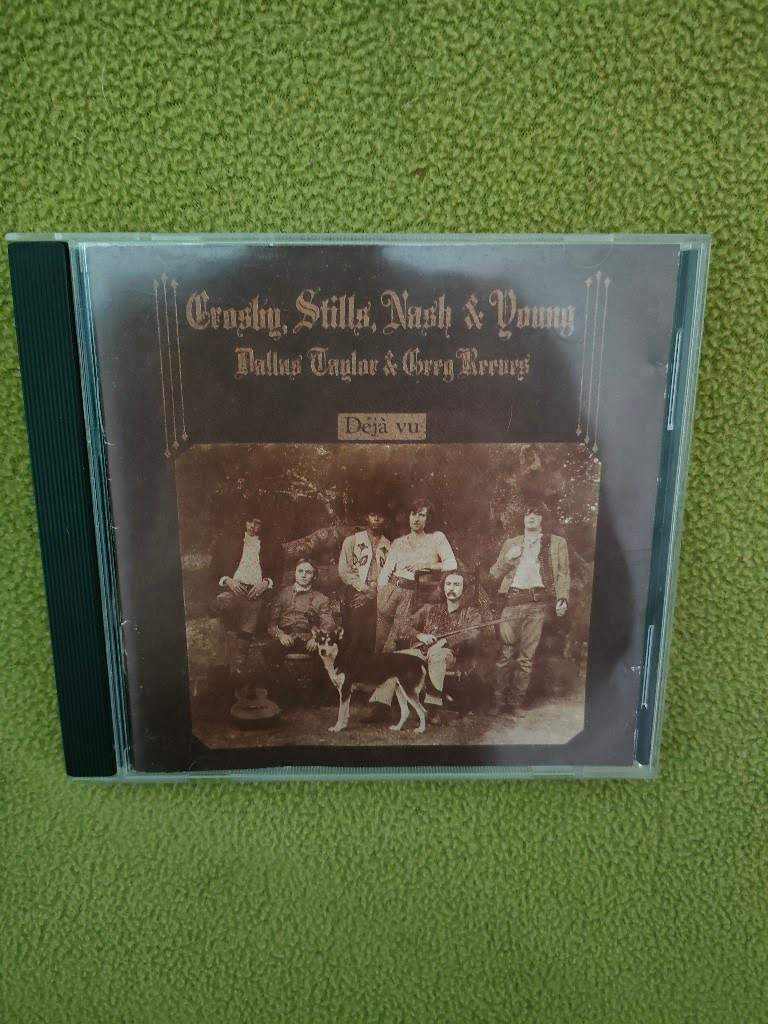 Crosby, Stills, Nash & Young
Dallas Taylor & Greg Reeves
Déjà vu